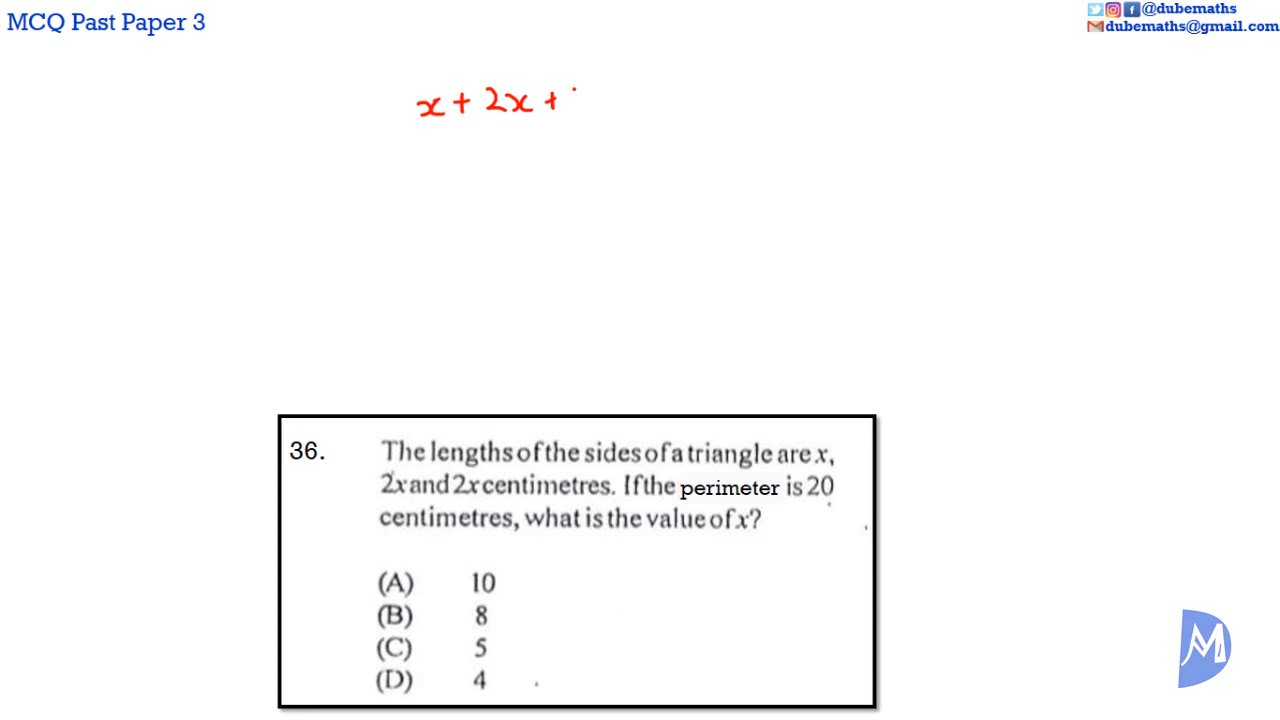 MCQ Past Paper 3
@dubemaths
dubemaths@gmail.com
x + 2x +
36. The lengths of the sides of a triangle are x,
2x and 2x centimetres. If the perimeter is 20
centimetres, what is the value of x?
(A) 10
(B) 8
(C) 5
(D) 4
M